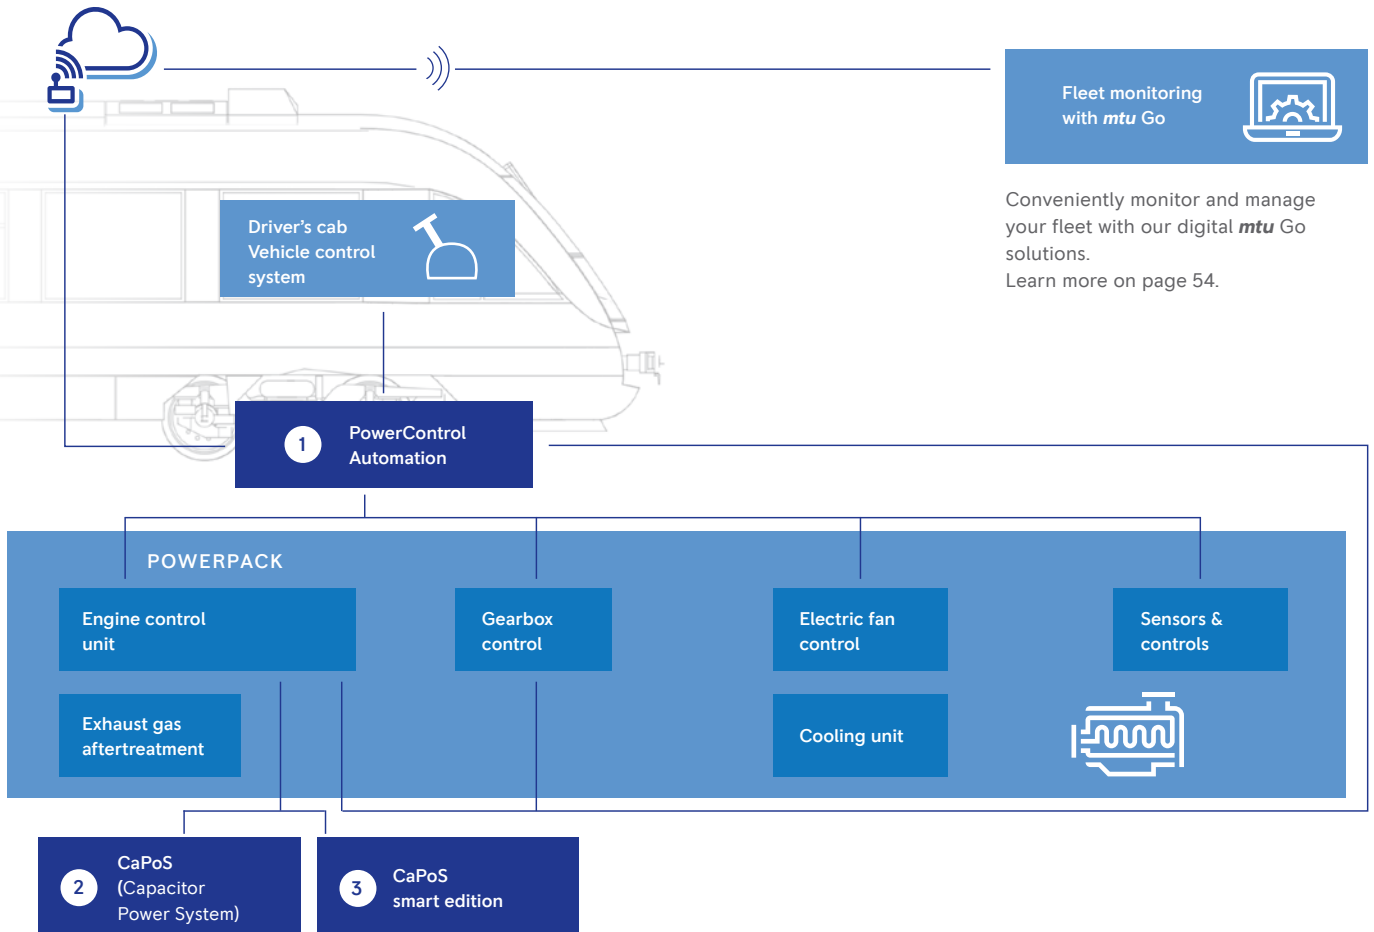 Fleet monitoring
with mtu Go
Conveniently monitor and manage
your fleet with our digital mtu Go
solutions.
Learn more on page 54.
Driver’s cab
Vehicle control
system
1
PowerControl
Automation
POWERPACK
Engine control
unit
Gearbox
control
Electric fan
control
Sensors &
controls
Exhaust gas
aftertreatment
Cooling unit
2
CaPoS
(Capacitor
Power System)
3
CaPoS
smart edition